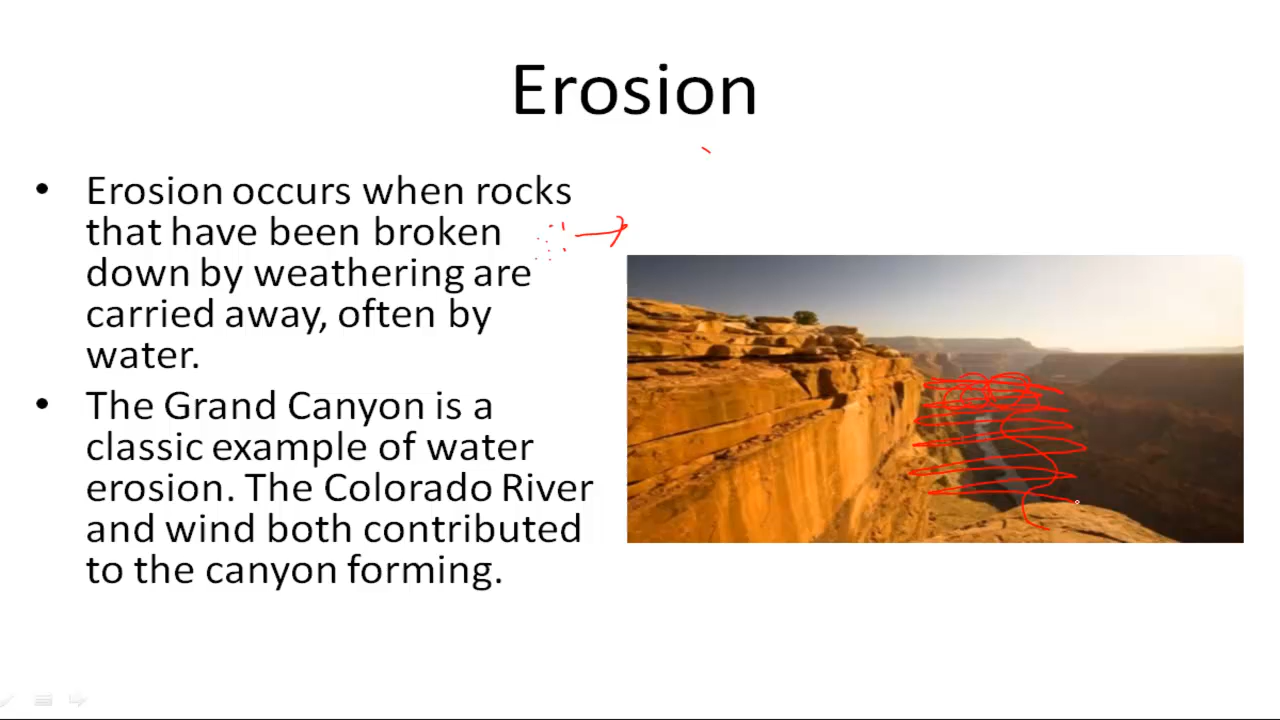 Erosion
• Erosion occurs when rocks
that have been broken
down by weathering are
carried away, often by
water.
• The Grand Canyon is a
classic example of water
erosion. The Colorado River
and wind both contributed
to the canyon forming.